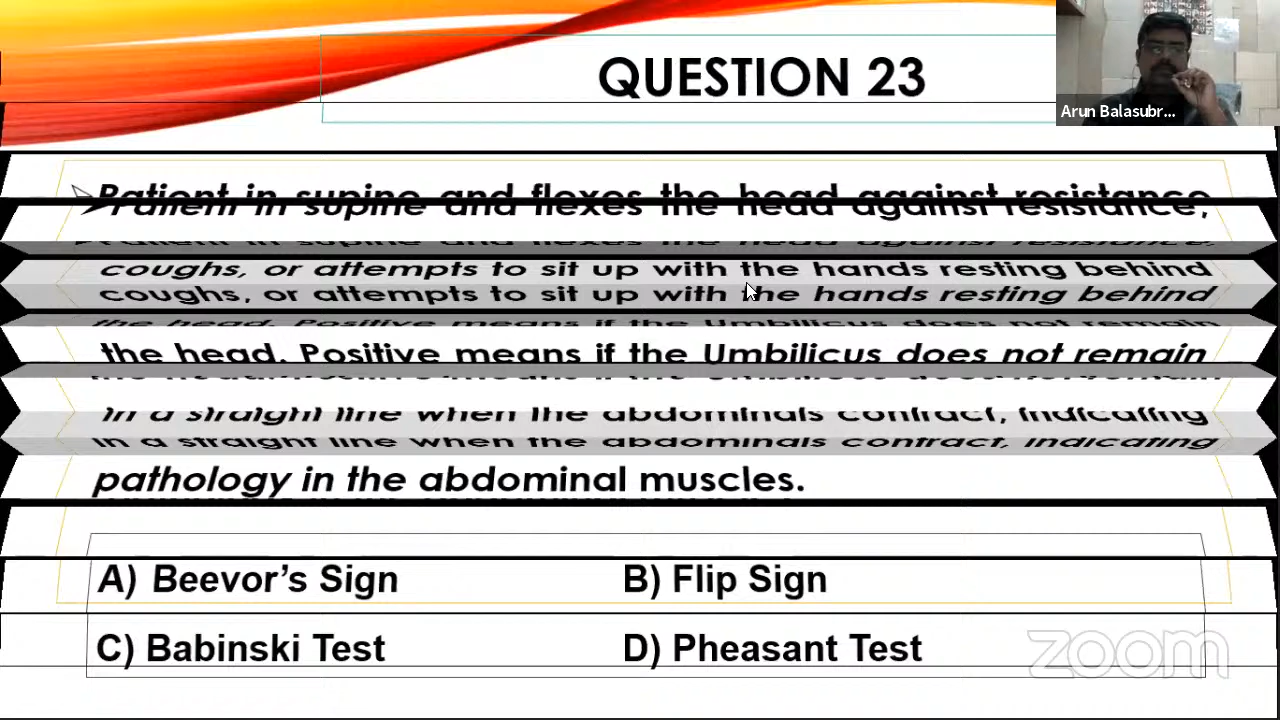 QUESTION 23
Arun Balasubr...
Patient in supine and flexes the head against resistance,
coughs, or attempts to sit up with the hands resting behind
the head. Positive means if the Umbilicus does not remain
in a straight line when the abdominals contract, indicating
pathology in the abdominal muscles.
A) Beevor’s Sign
B) Flip Sign
C) Babinski Test
D) Pheasant Test
zoom